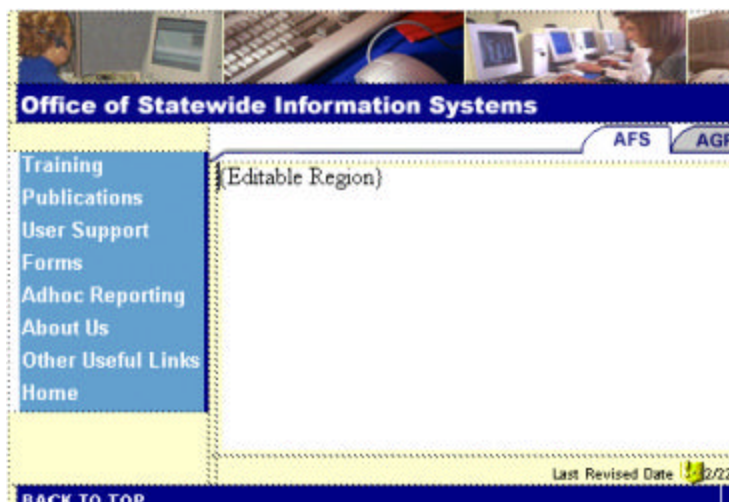 Office of Statewide Information Systems
AFS
Training
{Editable Region}
Publications
User Support
Forms
Adhoc Reporting
About Us
Other Useful Links
Home
Last Revised Date
BACK TO TOP